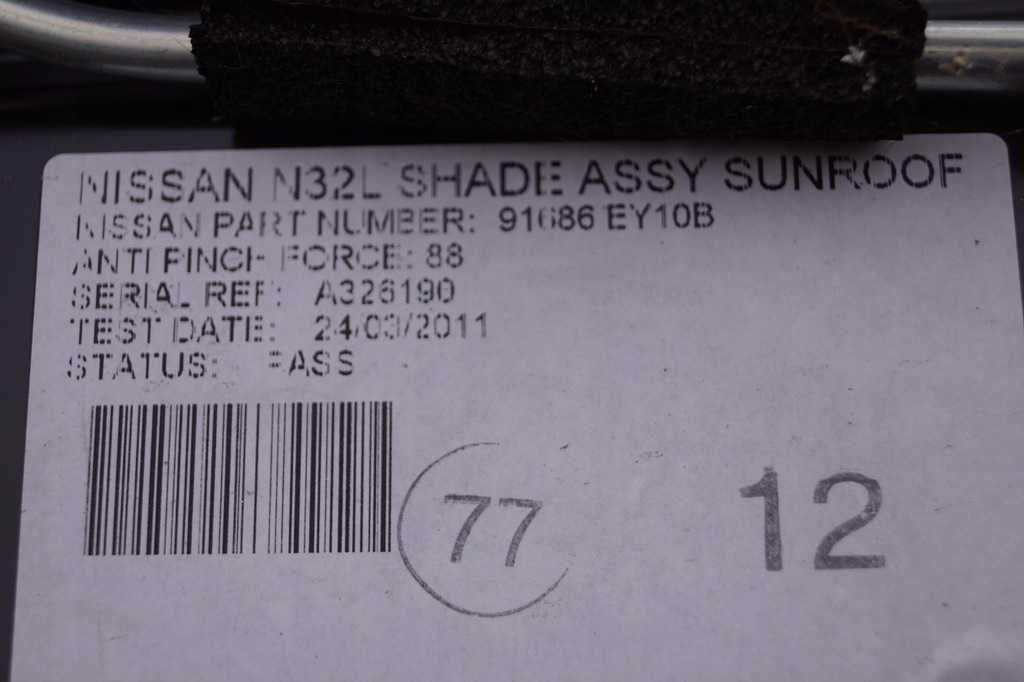 NISSAN N32L SHADE ASSY SUNROOF
NISSAN PART NUMBER: 91686 EY10B
ANTI PINCH FORCE: 88
SERIAL REF: A326190
TEST DATE: 24/03/2011
STATUS: PASS
77
12